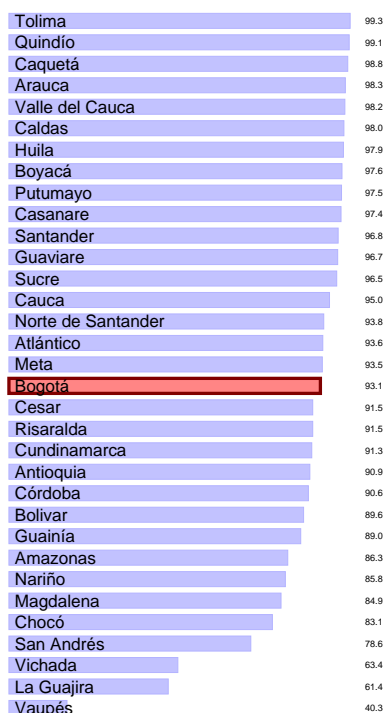 Tolima 99.3
Quindío 99.1
Caquetá 98.8
Arauca 98.3
Valle del Cauca 98.2
Caldas 98.0
Huila 97.9
Boyacá 97.6
Putumayo 97.5
Casanare 97.4
Santander 96.8
Guaviare 96.7
Sucre 96.5
Cauca 95.0
Norte de Santander 93.8
Atlántico 93.6
Meta 93.5
Bogotá 93.1
Cesar 91.5
Risaralda 91.5
Cundinamarca 91.3
Antioquia 90.9
Córdoba 90.6
Bolivar 89.6
Guainía 89.0
Amazonas 86.3
Nariño 85.8
Magdalena 84.9
Chocó 83.1
San Andrés 78.6
Vichada 63.4
La Guajira 61.4
Vaupés 40.3